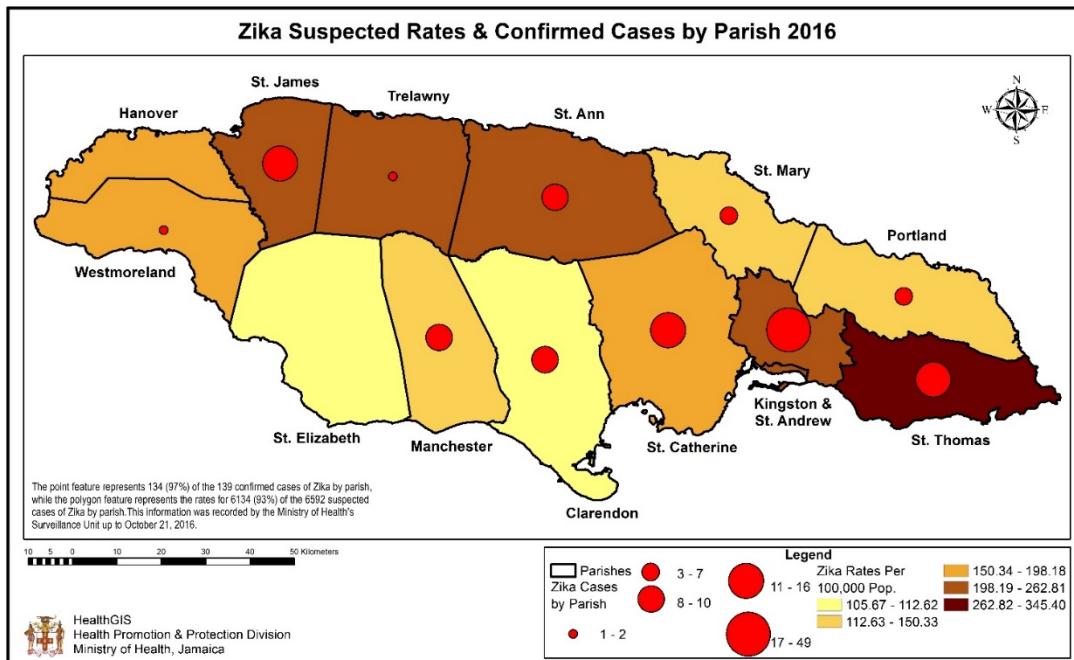 Zika Suspected Rates & Confirmed Cases by Parish 2016
St. James
Trelawny
Hanover
St. Ann
N
W E
S
St. Mary
Portland
Westmoreland
St. Elizabeth
Manchester
St. Catherine
Kingston &
St. Andrew
St. Thomas
Clarendon
The point feature represents 134 (97%) of the 139 confirmed cases of Zika by parish,
while the polygon feature represents the rates for 6134 (93%) of the 6592 suspected
cases of Zika by parish.This information was recorded by the Ministry of Health's
Surveillance Unit up to October 21, 2016.
10 5 0 10 20 30 40 50 Kilometers
Legend
Parishes
Zika Cases
by Parish
1 - 2
3 - 7
8 - 10
11 - 16
17 - 49
Zika Rates Per
100,000 Pop.
105.67 - 112.62
112.63 - 150.33
150.34 - 198.18
198.19 - 262.81
262.82 - 345.40
HealthGIS
Health Promotion & Protection Division
Ministry of Health, Jamaica